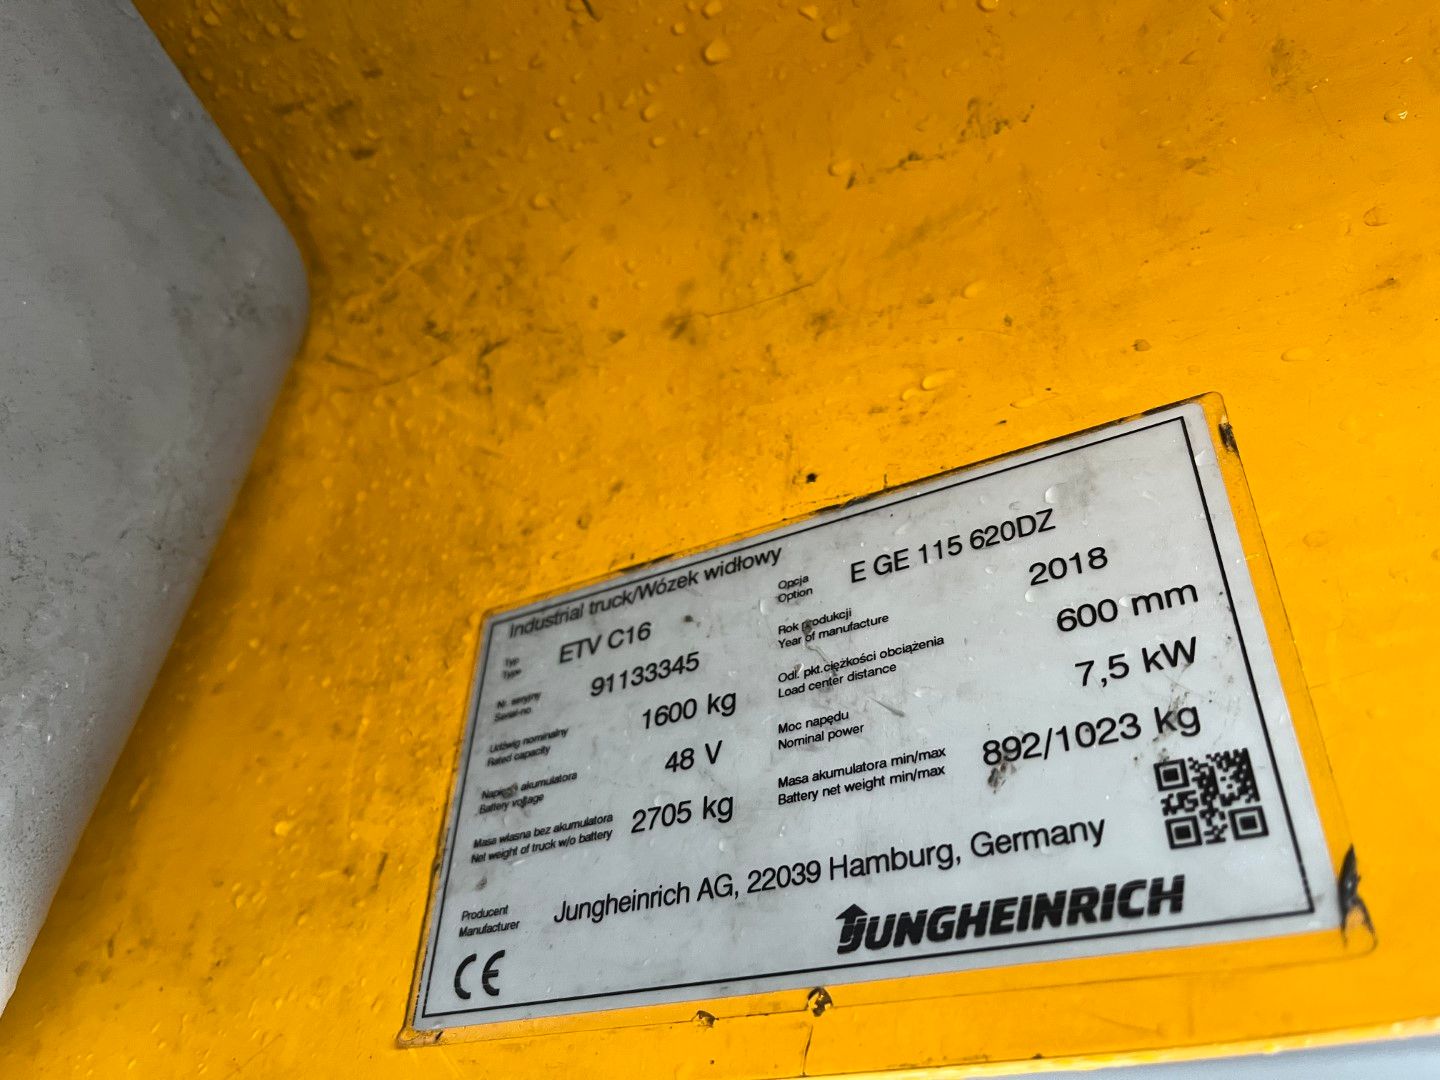 Industrial truck/Wózek widłowy
Typ
Type
ETV C16
Opcja
Option
E GE 115 620DZ
Nr. seryjny
Serial-no.
91133345
Rok produkcji
Year of manufacture
2018
Udźwig nominalny
Rated capacity
1600 kg
Odl. pkt.ciężkości obciążenia
Load center distance
600 mm
Napięcie akumulatora
Battery voltage
48 V
Moc napędu
Nominal power
7,5 kW
Masa własna bez akumulatora
Net weight of truck w/o battery
2705 kg
Masa akumulatora min/max
Battery net weight min/max
892/1023 kg
Producent
Manufacturer
Jungheinrich AG, 22039 Hamburg, Germany
CE
JUNGHEINRICH